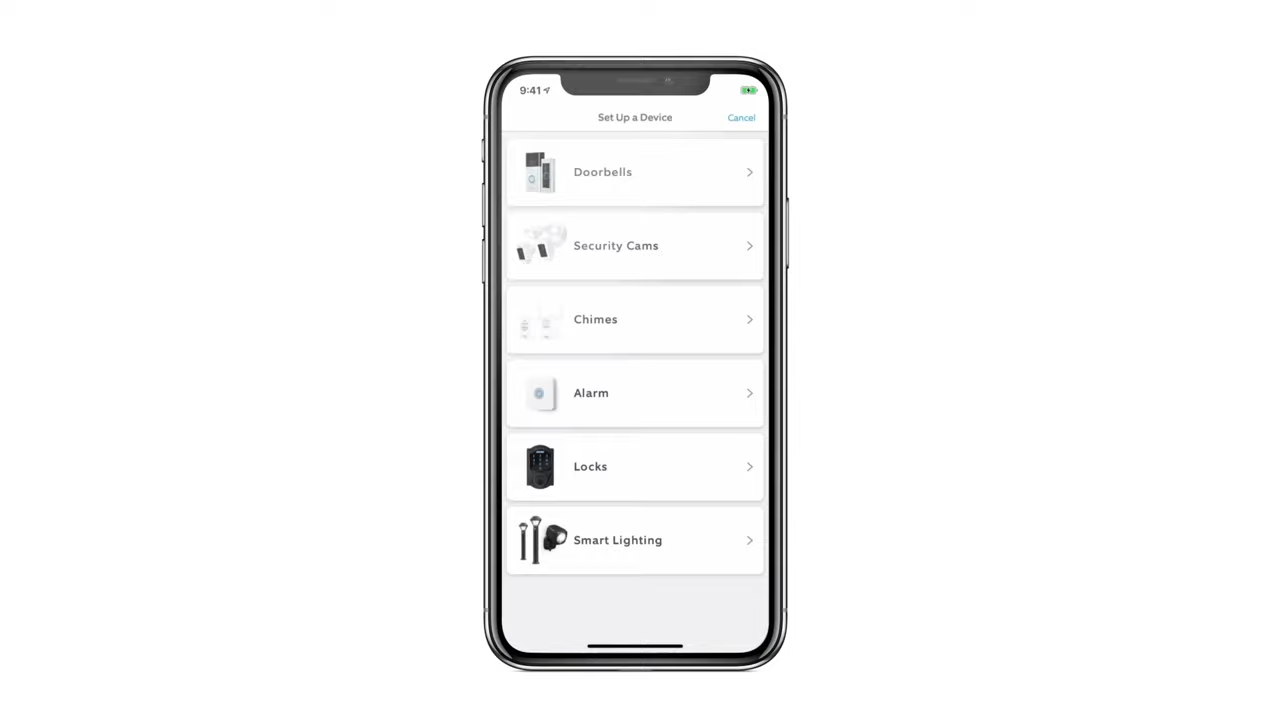 9:41
Set Up a Device
Cancel
Doorbells
Security Cams
Chimes
Alarm
Locks
Smart Lighting